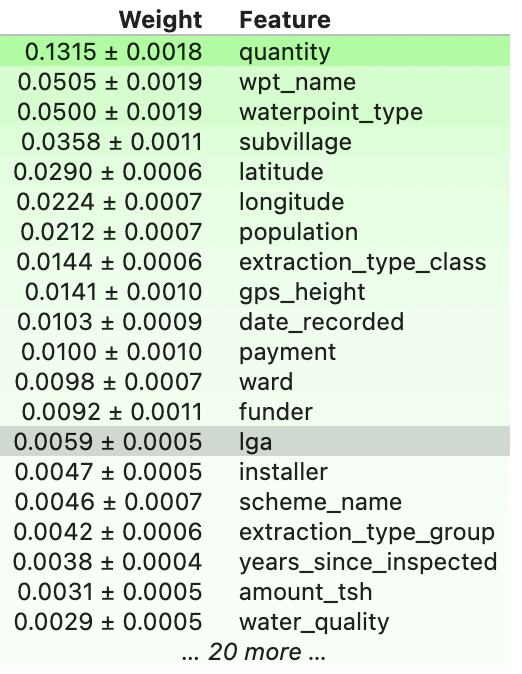 Weight Feature
0.1315 ± 0.0018 quantity
0.0505 ± 0.0019 wpt_name
0.0500 ± 0.0019 waterpoint_type
0.0358 ± 0.0011 subvillage
0.0290 ± 0.0006 latitude
0.0224 ± 0.0007 longitude
0.0212 ± 0.0007 population
0.0144 ± 0.0006 extraction_type_class
0.0141 ± 0.0010 gps_height
0.0103 ± 0.0009 date_recorded
0.0100 ± 0.0010 payment
0.0098 ± 0.0007 ward
0.0092 ± 0.0011 funder
0.0059 ± 0.0005 lga
0.0047 ± 0.0005 installer
0.0046 ± 0.0007 scheme_name
0.0042 ± 0.0006 extraction_type_group
0.0038 ± 0.0004 years_since_inspected
0.0031 ± 0.0005 amount_tsh
0.0029 ± 0.0005 water_quality
... 20 more ...